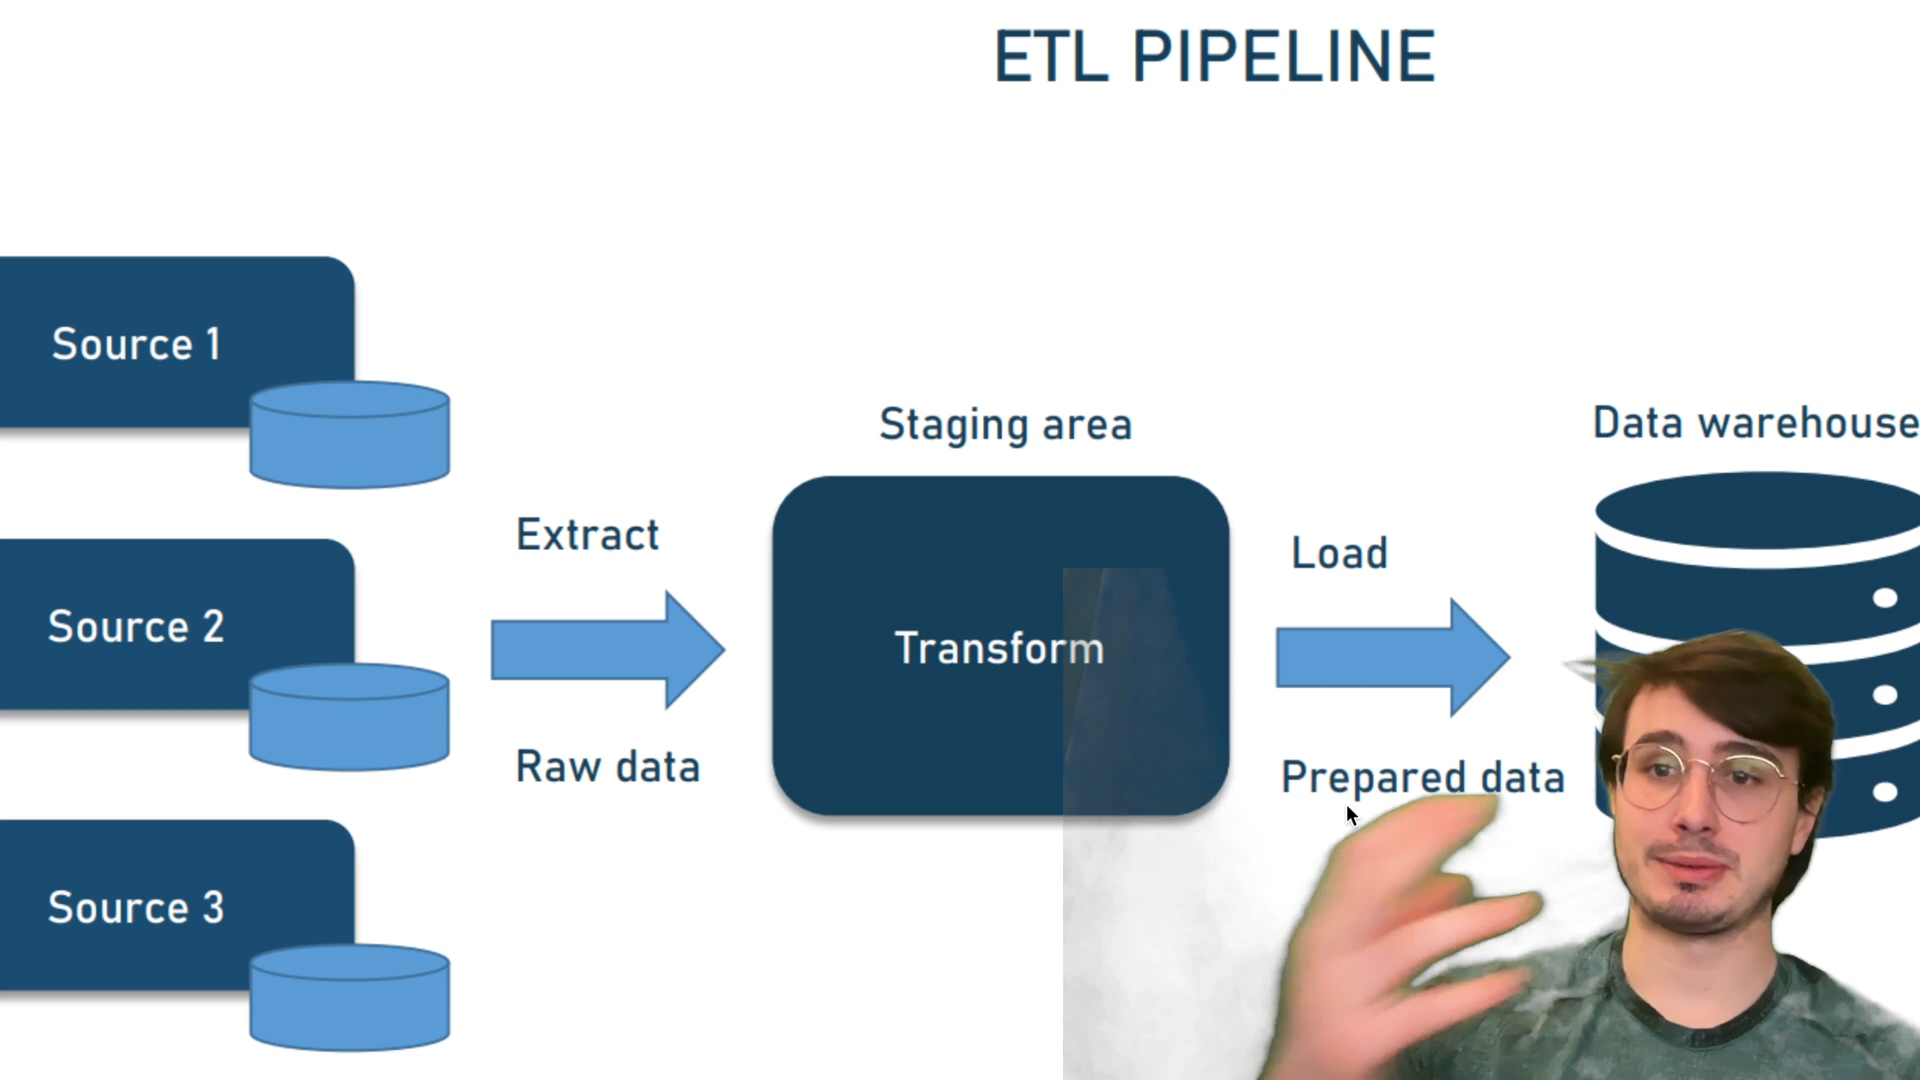 ETL PIPELINE
Source 1
Source 2
Source 3
Extract
Raw data
Staging area
Transform
Load
Prepared data
Data warehouse